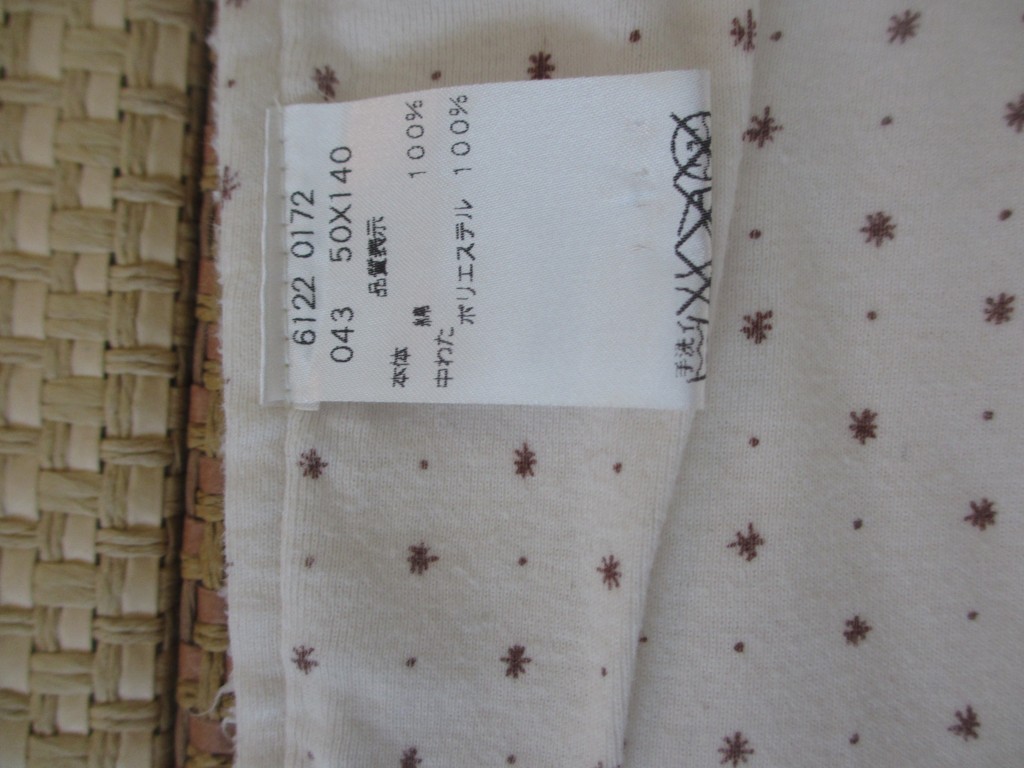 6122 0172
043 50X140
品質表示
本体 綿 100%
中わた ポリエステル 100%
手洗イ